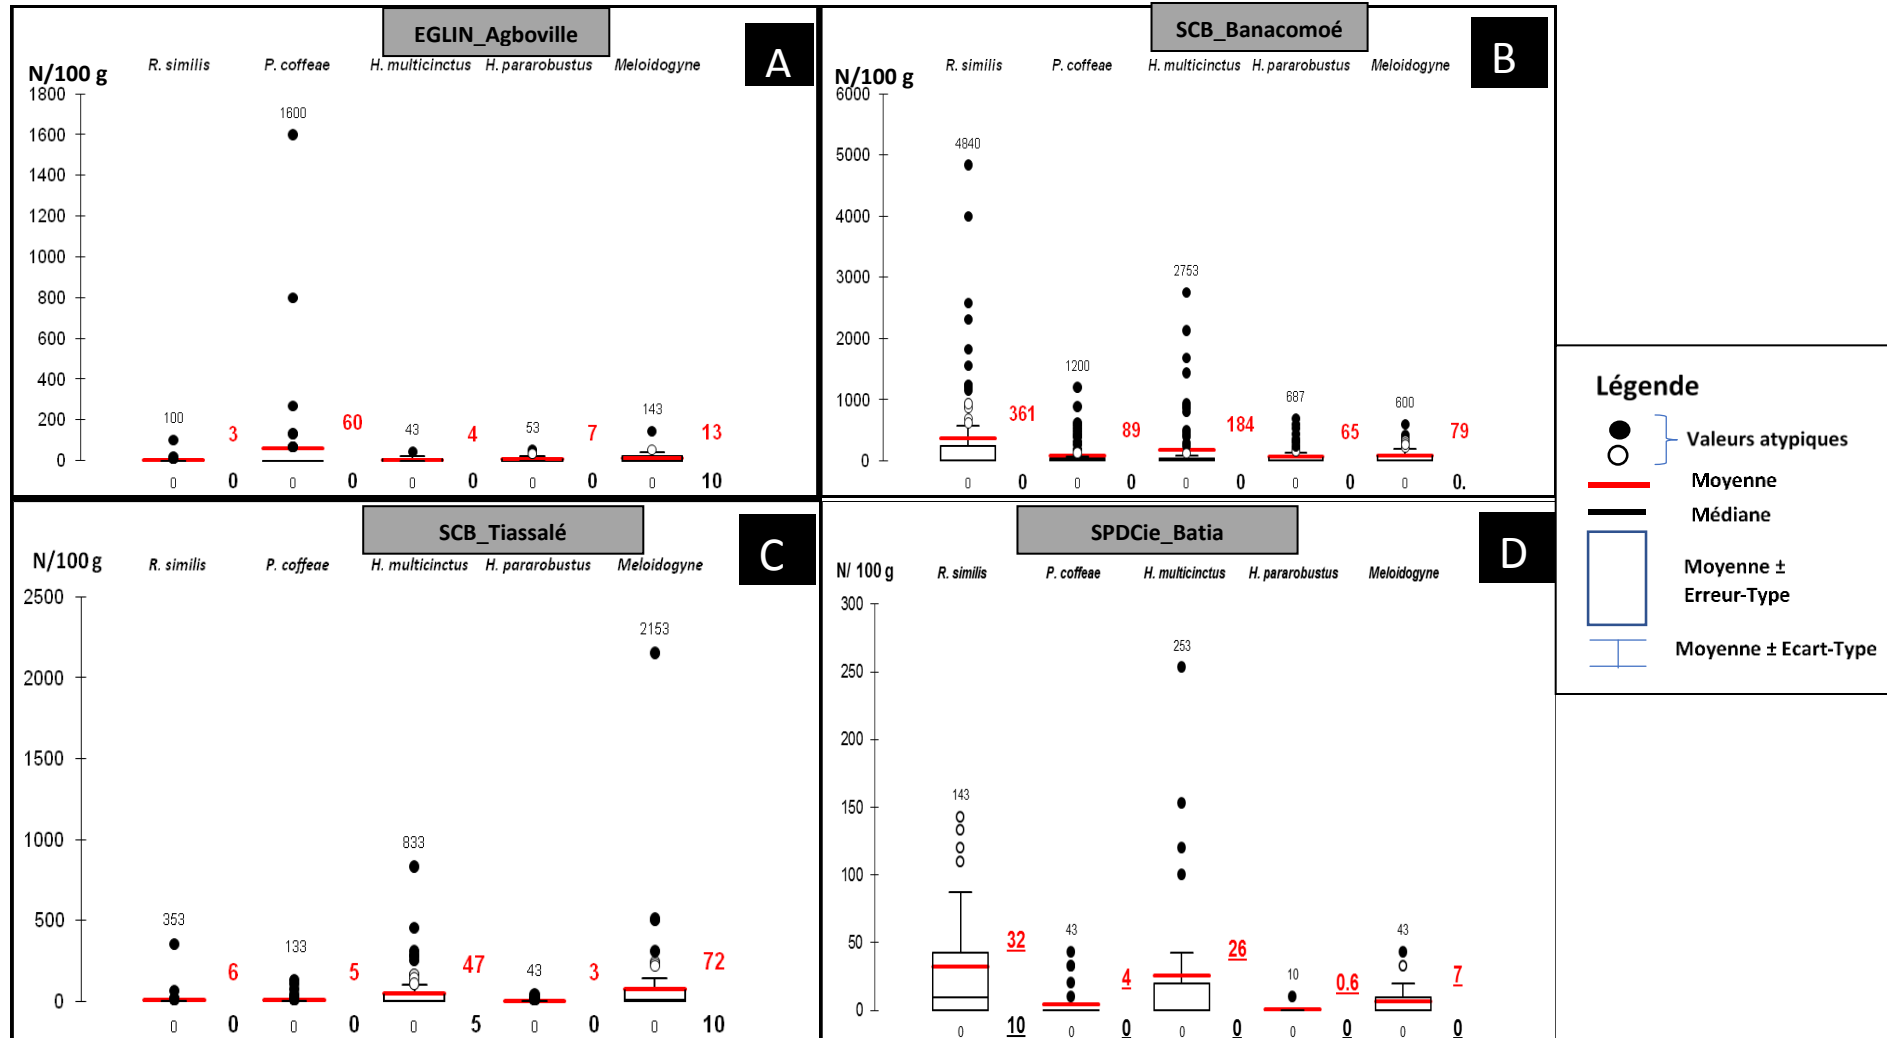 EGLIN_Agboville
A
N/100 g
R. similis P. coffeae H. multicinctus H. pararobustus Meloidogyne
1800
1600
1400
1200
1000
800
600
400
200
0
100 1600 43 53 143
3 60 4 7 13
0 0 0 0 0
0 0 0 0 10
SCB_Banacomoé
B
N/100 g
R. similis P. coffeae H. multicinctus H. pararobustus Meloidogyne
6000
5000
4000
3000
2000
1000
0
4840 1200 2753 687 600
361 89 184 65 79
0 0 0 0 0
0 0 0 0 0.
SCB_Tiassalé
C
N/100 g
R. similis P. coffeae H. multicinctus H. pararobustus Meloidogyne
2500
2000
1500
1000
500
0
353 133 833 43 2153
6 5 47 3 72
0 0 0 0 0
0 0 5 0 10
SPDCie_Batia
D
N/ 100 g
R. similis P. coffeae H. multicinctus H. pararobustus Meloidogyne
300
250
200
150
100
50
0
143 43 253 10 43
32 4 26 0.6 7
0 0 0 0 0
10 0 0 0 0
Légende
Valeurs atypiques
Moyenne
Médiane
Moyenne ±
Erreur-Type
Moyenne ± Ecart-Type